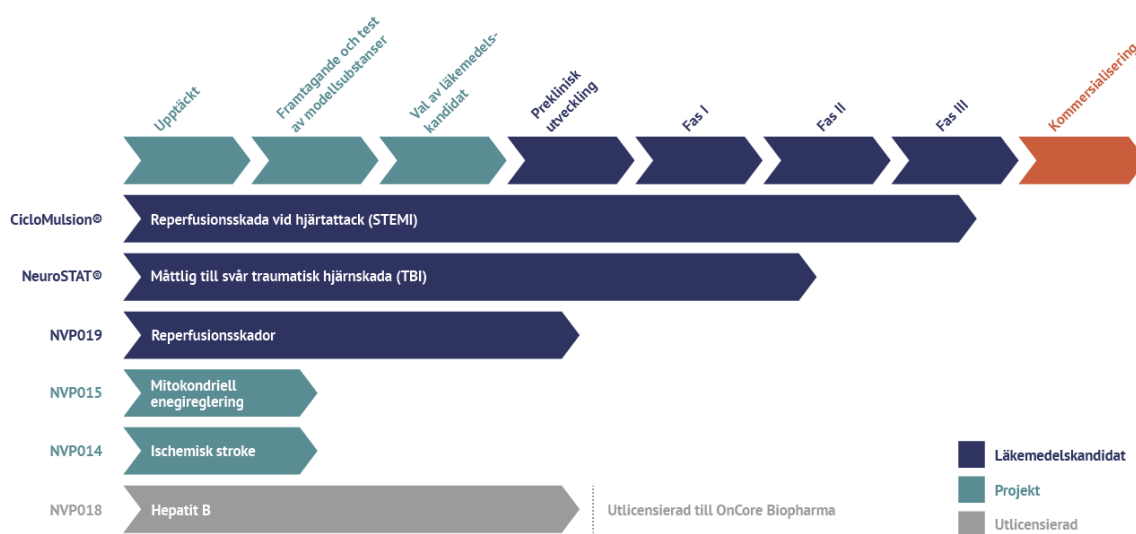 Upptäckt
Framtagande och test
av modellsubstanser
Val av läkemedels-
kandidat
Preklinisk
utveckling
Fas I
Fas II
Fas III
Kommersialisering
CicloMulsion®
Reperfusionsskada vid hjärtattack (STEMI)
NeuroSTAT®
Måttlig till svår traumatisk hjärnskada (TBI)
NVP019
Reperfusionsskador
NVP015
Mitokondriell
enegireglering
NVP014
Ischemisk stroke
NVP018
Hepatit B
Utlicensierad till OnCore Biopharma
Läkemedelskandidat
Projekt
Utlicensierad